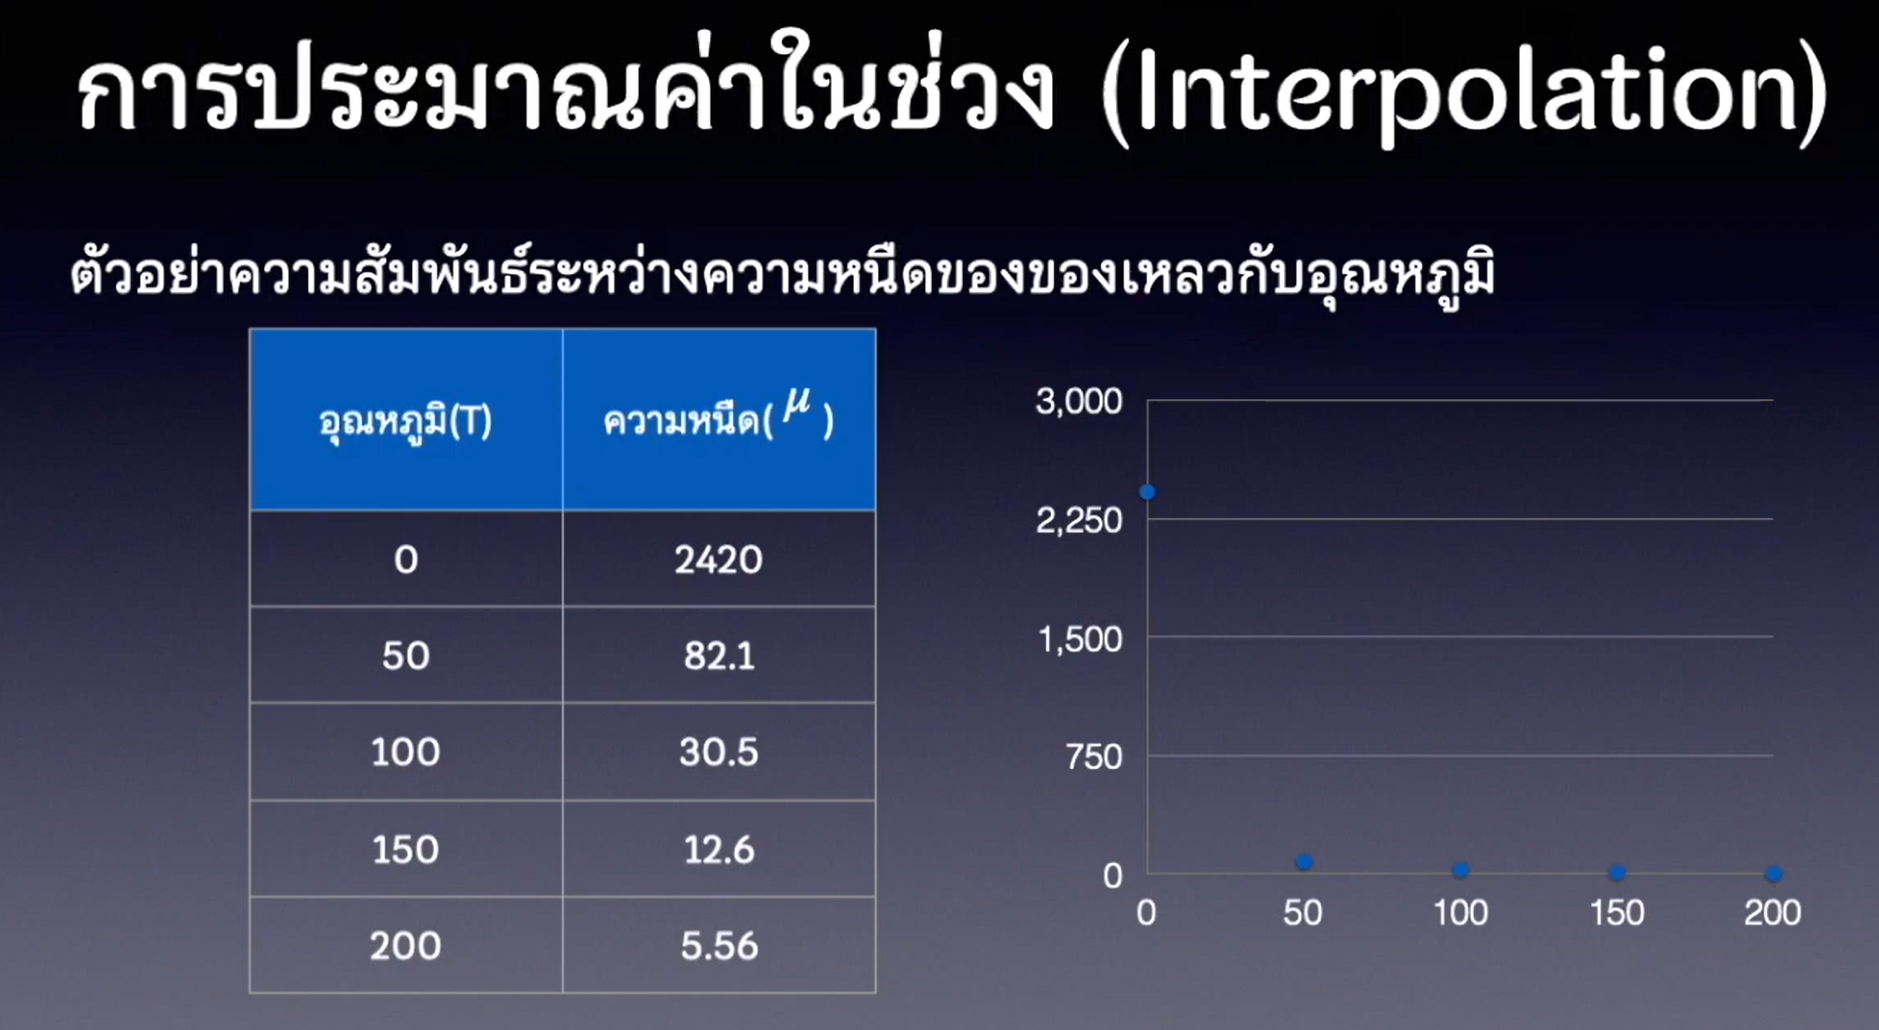 การประมาณค่าในช่วง (Interpolation)
ตัวอย่าความสัมพันธ์ระหว่างความหนืดของของเหลวกับอุณหภูมิ
อุณหภูมิ(T) ความหนืด( μ )
0 2420
50 82.1
100 30.5
150 12.6
200 5.56
3,000
2,250
1,500
750
0
0 50 100 150 200